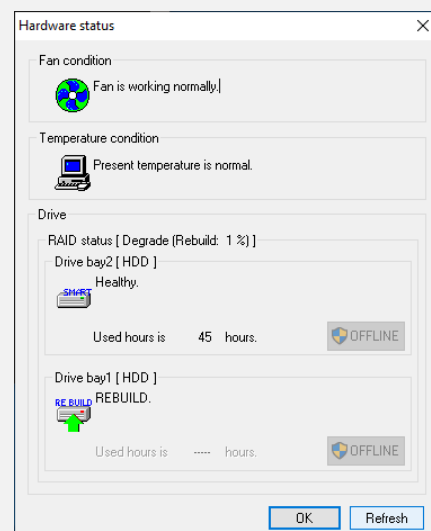 Hardware status
Fan condition
Fan is working normally.
Temperature condition
Present temperature is normal.
Drive
RAID status [ Degrade (Rebuild: 1 %) ]
Drive bay2 [ HDD ]
SMART
Healthy.
Used hours is 45 hours.
OFFLINE
Drive bay1 [ HDD ]
RE BUILD
REBUILD.
Used hours is ----- hours.
OFFLINE
OK
Refresh